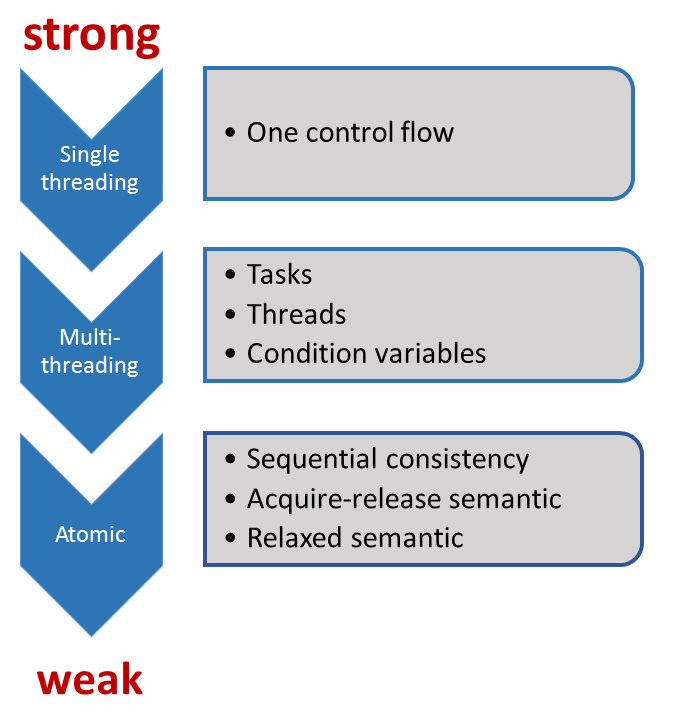 strong
Single
threading
• One control flow
Multi-
threading
• Tasks
• Threads
• Condition variables
Atomic
• Sequential consistency
• Acquire-release semantic
• Relaxed semantic
weak